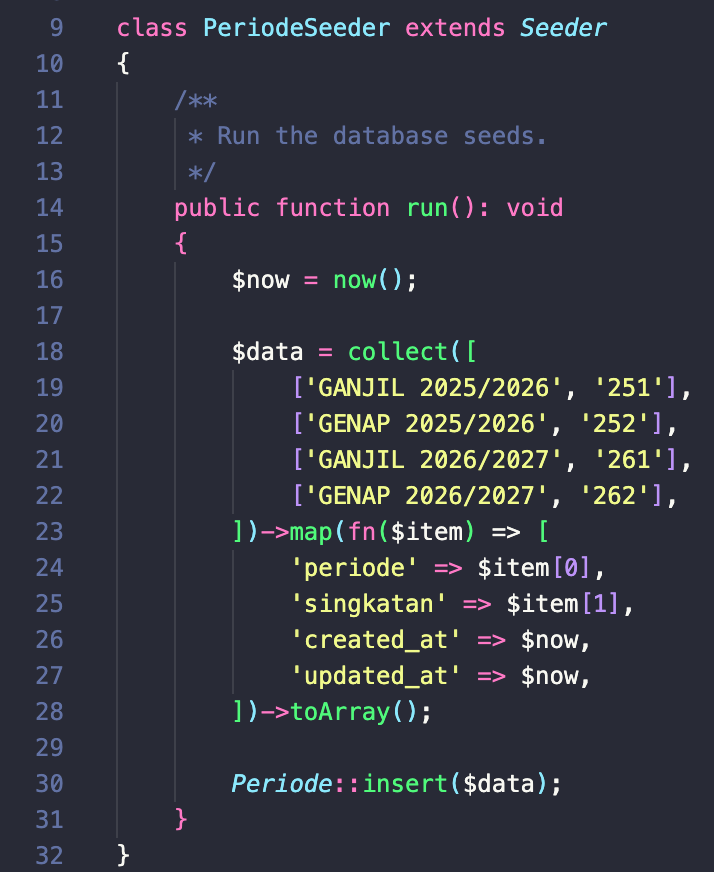 9 class PeriodeSeeder extends Seeder
10 {
11     /**
12      * Run the database seeds.
13      */
14     public function run(): void
15     {
16         $now = now();
17
18         $data = collect([
19             ['GANJIL 2025/2026', '251'],
20             ['GENAP 2025/2026', '252'],
21             ['GANJIL 2026/2027', '261'],
22             ['GENAP 2026/2027', '262'],
23         ])->map(fn($item) => [
24             'periode' => $item[0],
25             'singkatan' => $item[1],
26             'created_at' => $now,
27             'updated_at' => $now,
28         ])->toArray();
29
30         Periode::insert($data);
31     }
32 }